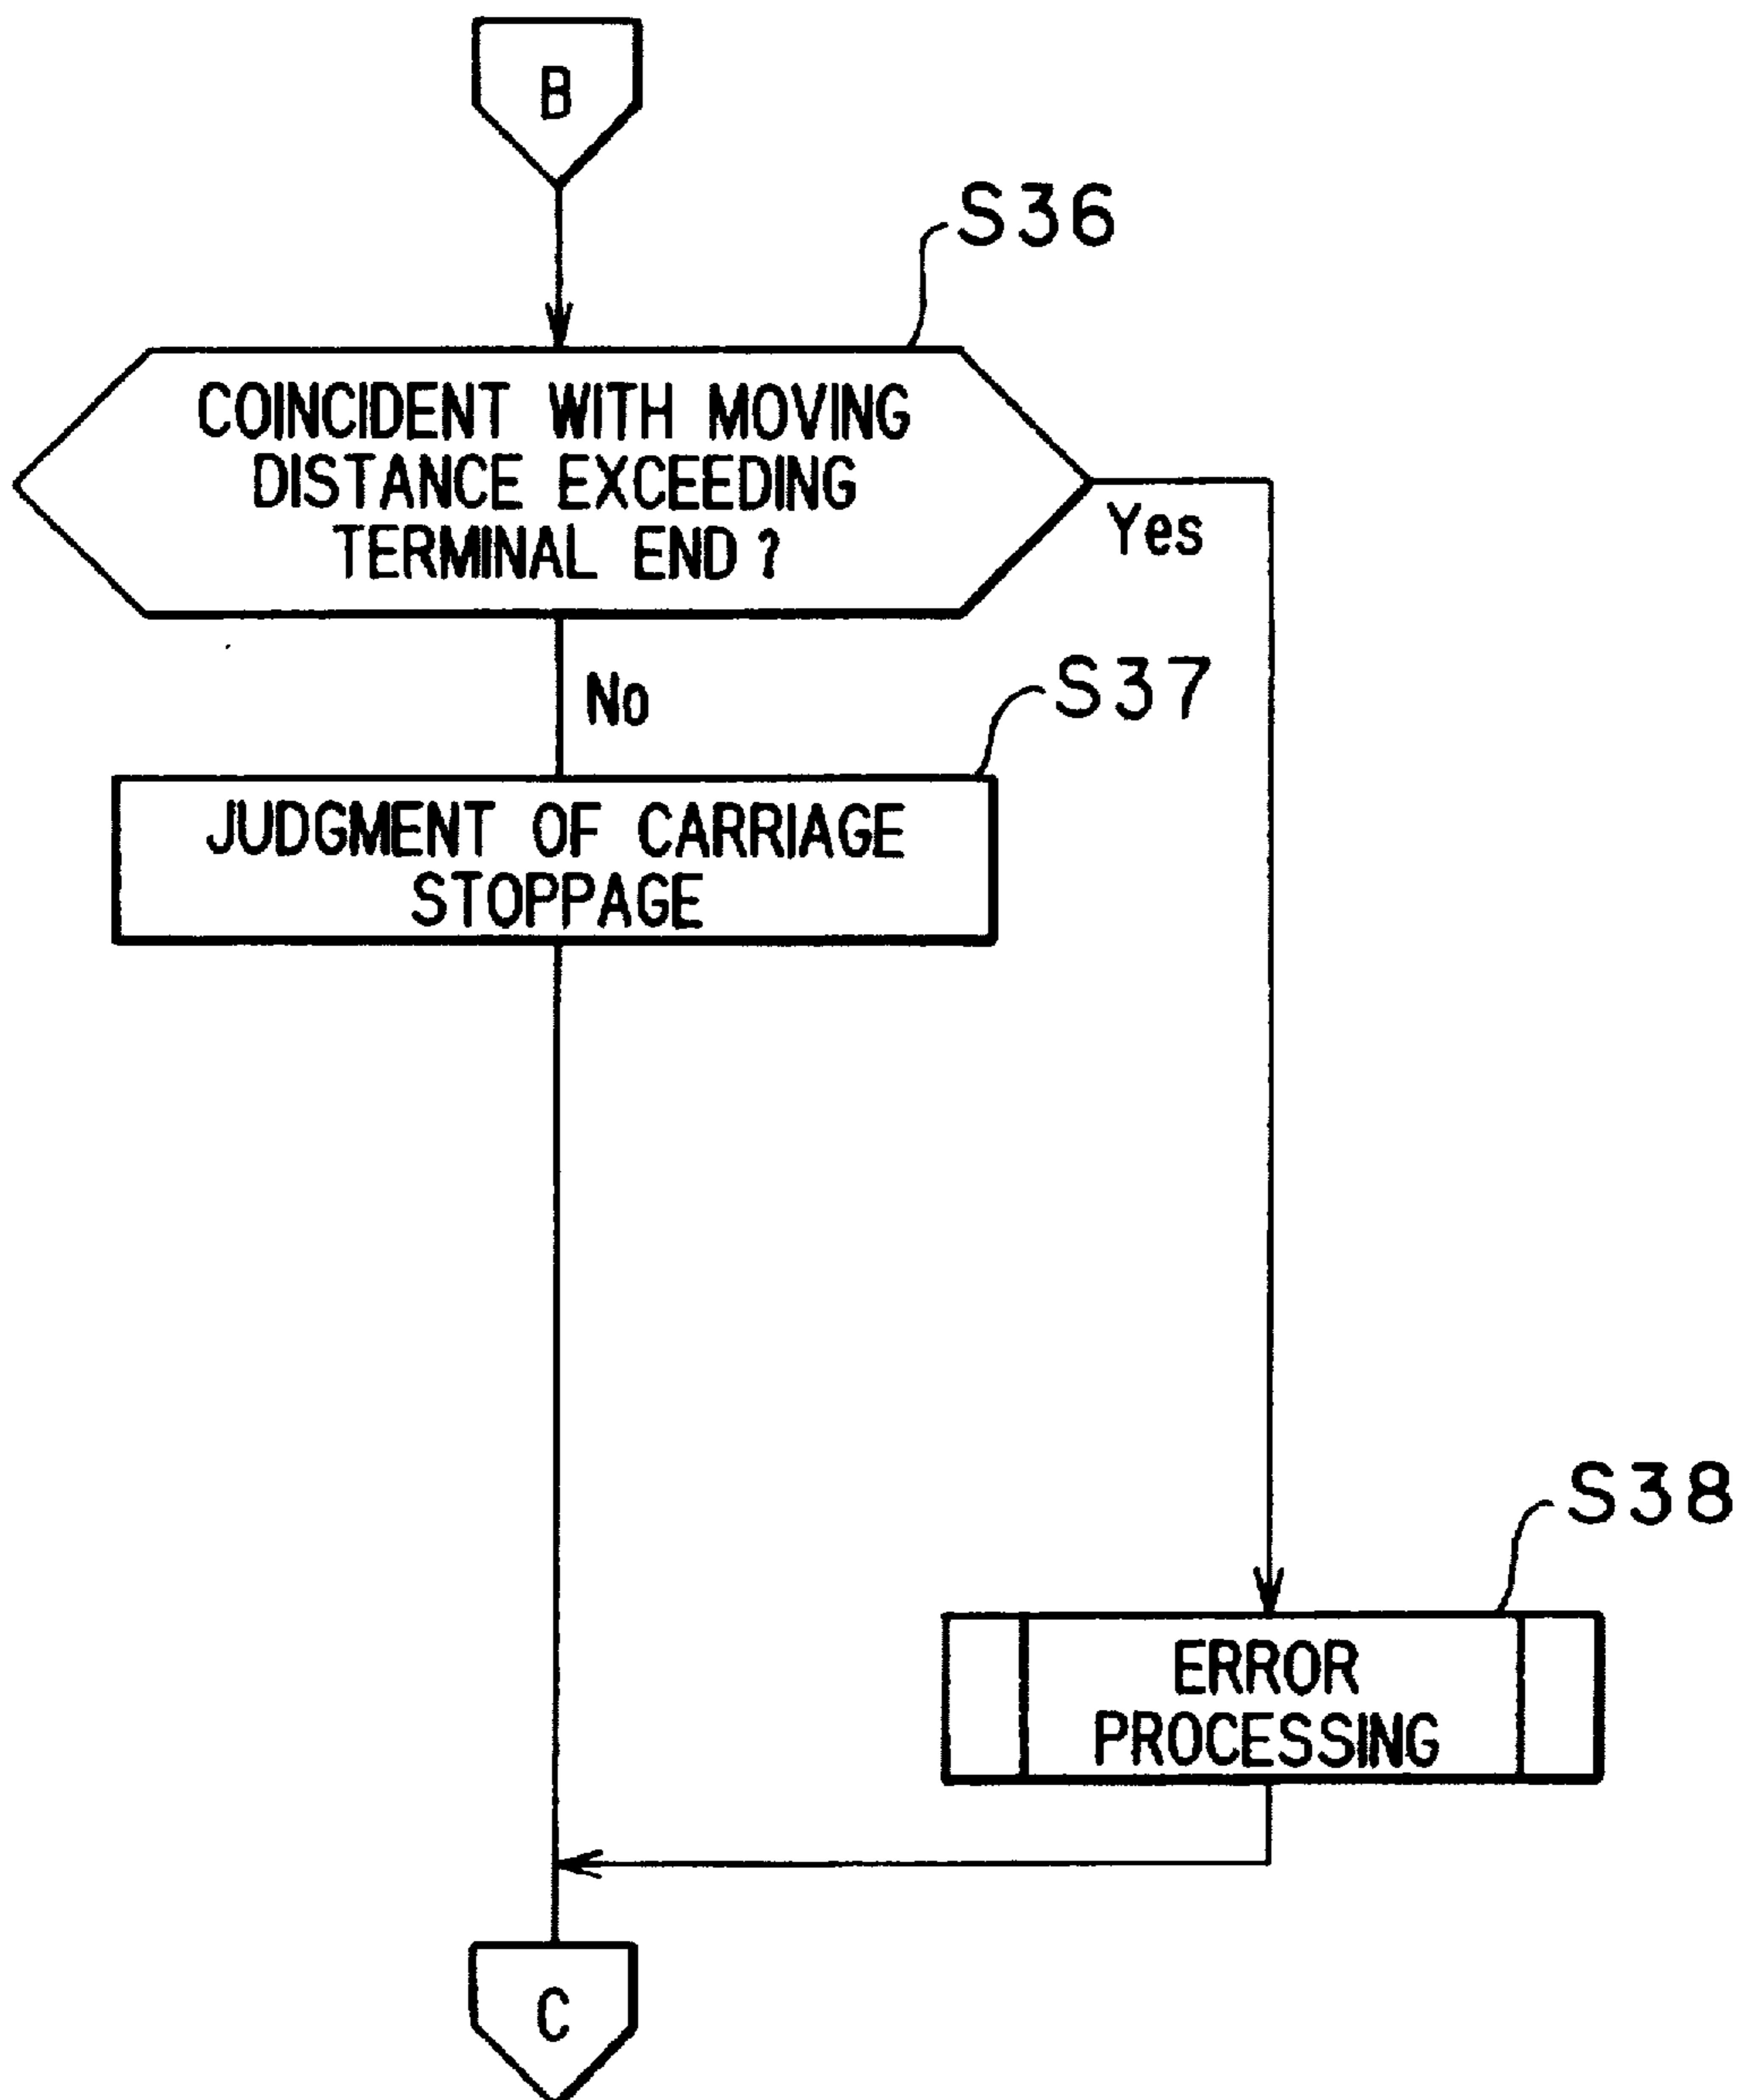 B
S36
COINCIDENT WITH MOVING
DISTANCE EXCEEDING
TERMINAL END ?
Yes
No
S37
JUDGMENT OF CARRIAGE
STOPPAGE
S38
ERROR
PROCESSING
C